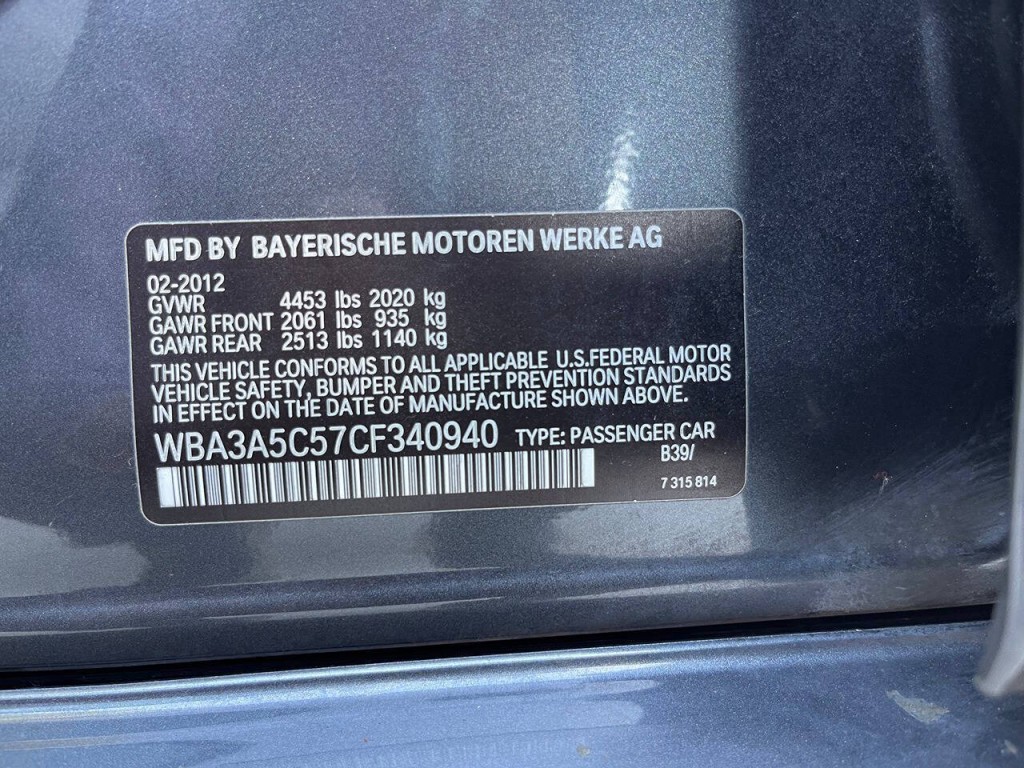 MFD BY BAYERISCHE MOTOREN WERKE AG
02-2012
GVWR 4453 lbs 2020 kg
GAWR FRONT 2061 lbs 935 kg
GAWR REAR 2513 lbs 1140 kg
THIS VEHICLE CONFORMS TO ALL APPLICABLE U.S.FEDERAL MOTOR
VEHICLE SAFETY, BUMPER AND THEFT PREVENTION STANDARDS
IN EFFECT ON THE DATE OF MANUFACTURE SHOWN ABOVE.
WBA3A5C57CF340940 TYPE: PASSENGER CAR
B39/
7 315 814